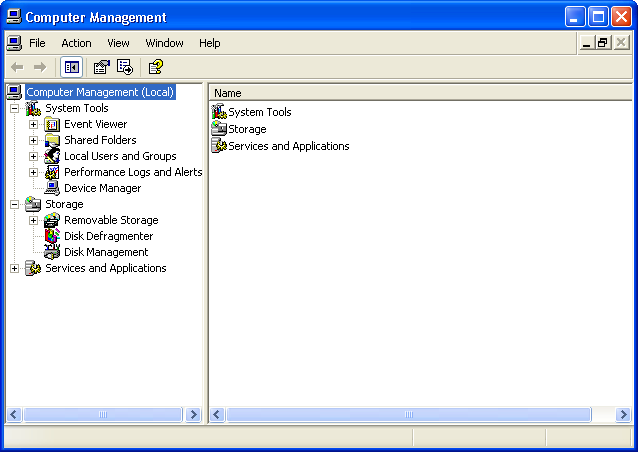 Computer Management
File Action View Window Help
Computer Management (Local)
System Tools
Event Viewer
Shared Folders
Local Users and Groups
Performance Logs and Alerts
Device Manager
Storage
Removable Storage
Disk Defragmenter
Disk Management
Services and Applications
Name
System Tools
Storage
Services and Applications